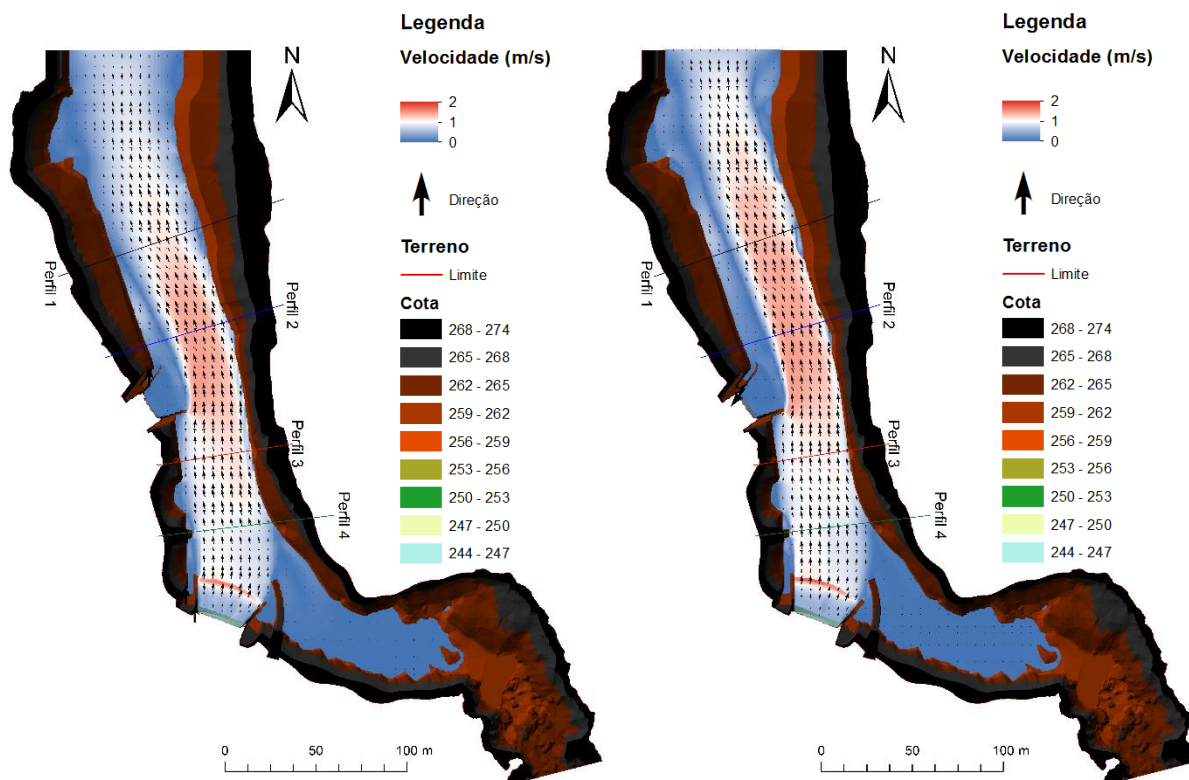 Legenda
Velocidade (m/s)
N
2
1
0
Direção
Terreno
Limite
Cota
268 - 274
265 - 268
262 - 265
259 - 262
256 - 259
253 - 256
250 - 253
247 - 250
244 - 247
Perfil 1
Perfil 2
Perfil 3
Perfil 4
0 50 100 m
Legenda
Velocidade (m/s)
N
2
1
0
Direção
Terreno
Limite
Cota
268 - 274
265 - 268
262 - 265
259 - 262
256 - 259
253 - 256
250 - 253
247 - 250
244 - 247
Perfil 1
Perfil 2
Perfil 3
Perfil 4
0 50 100 m